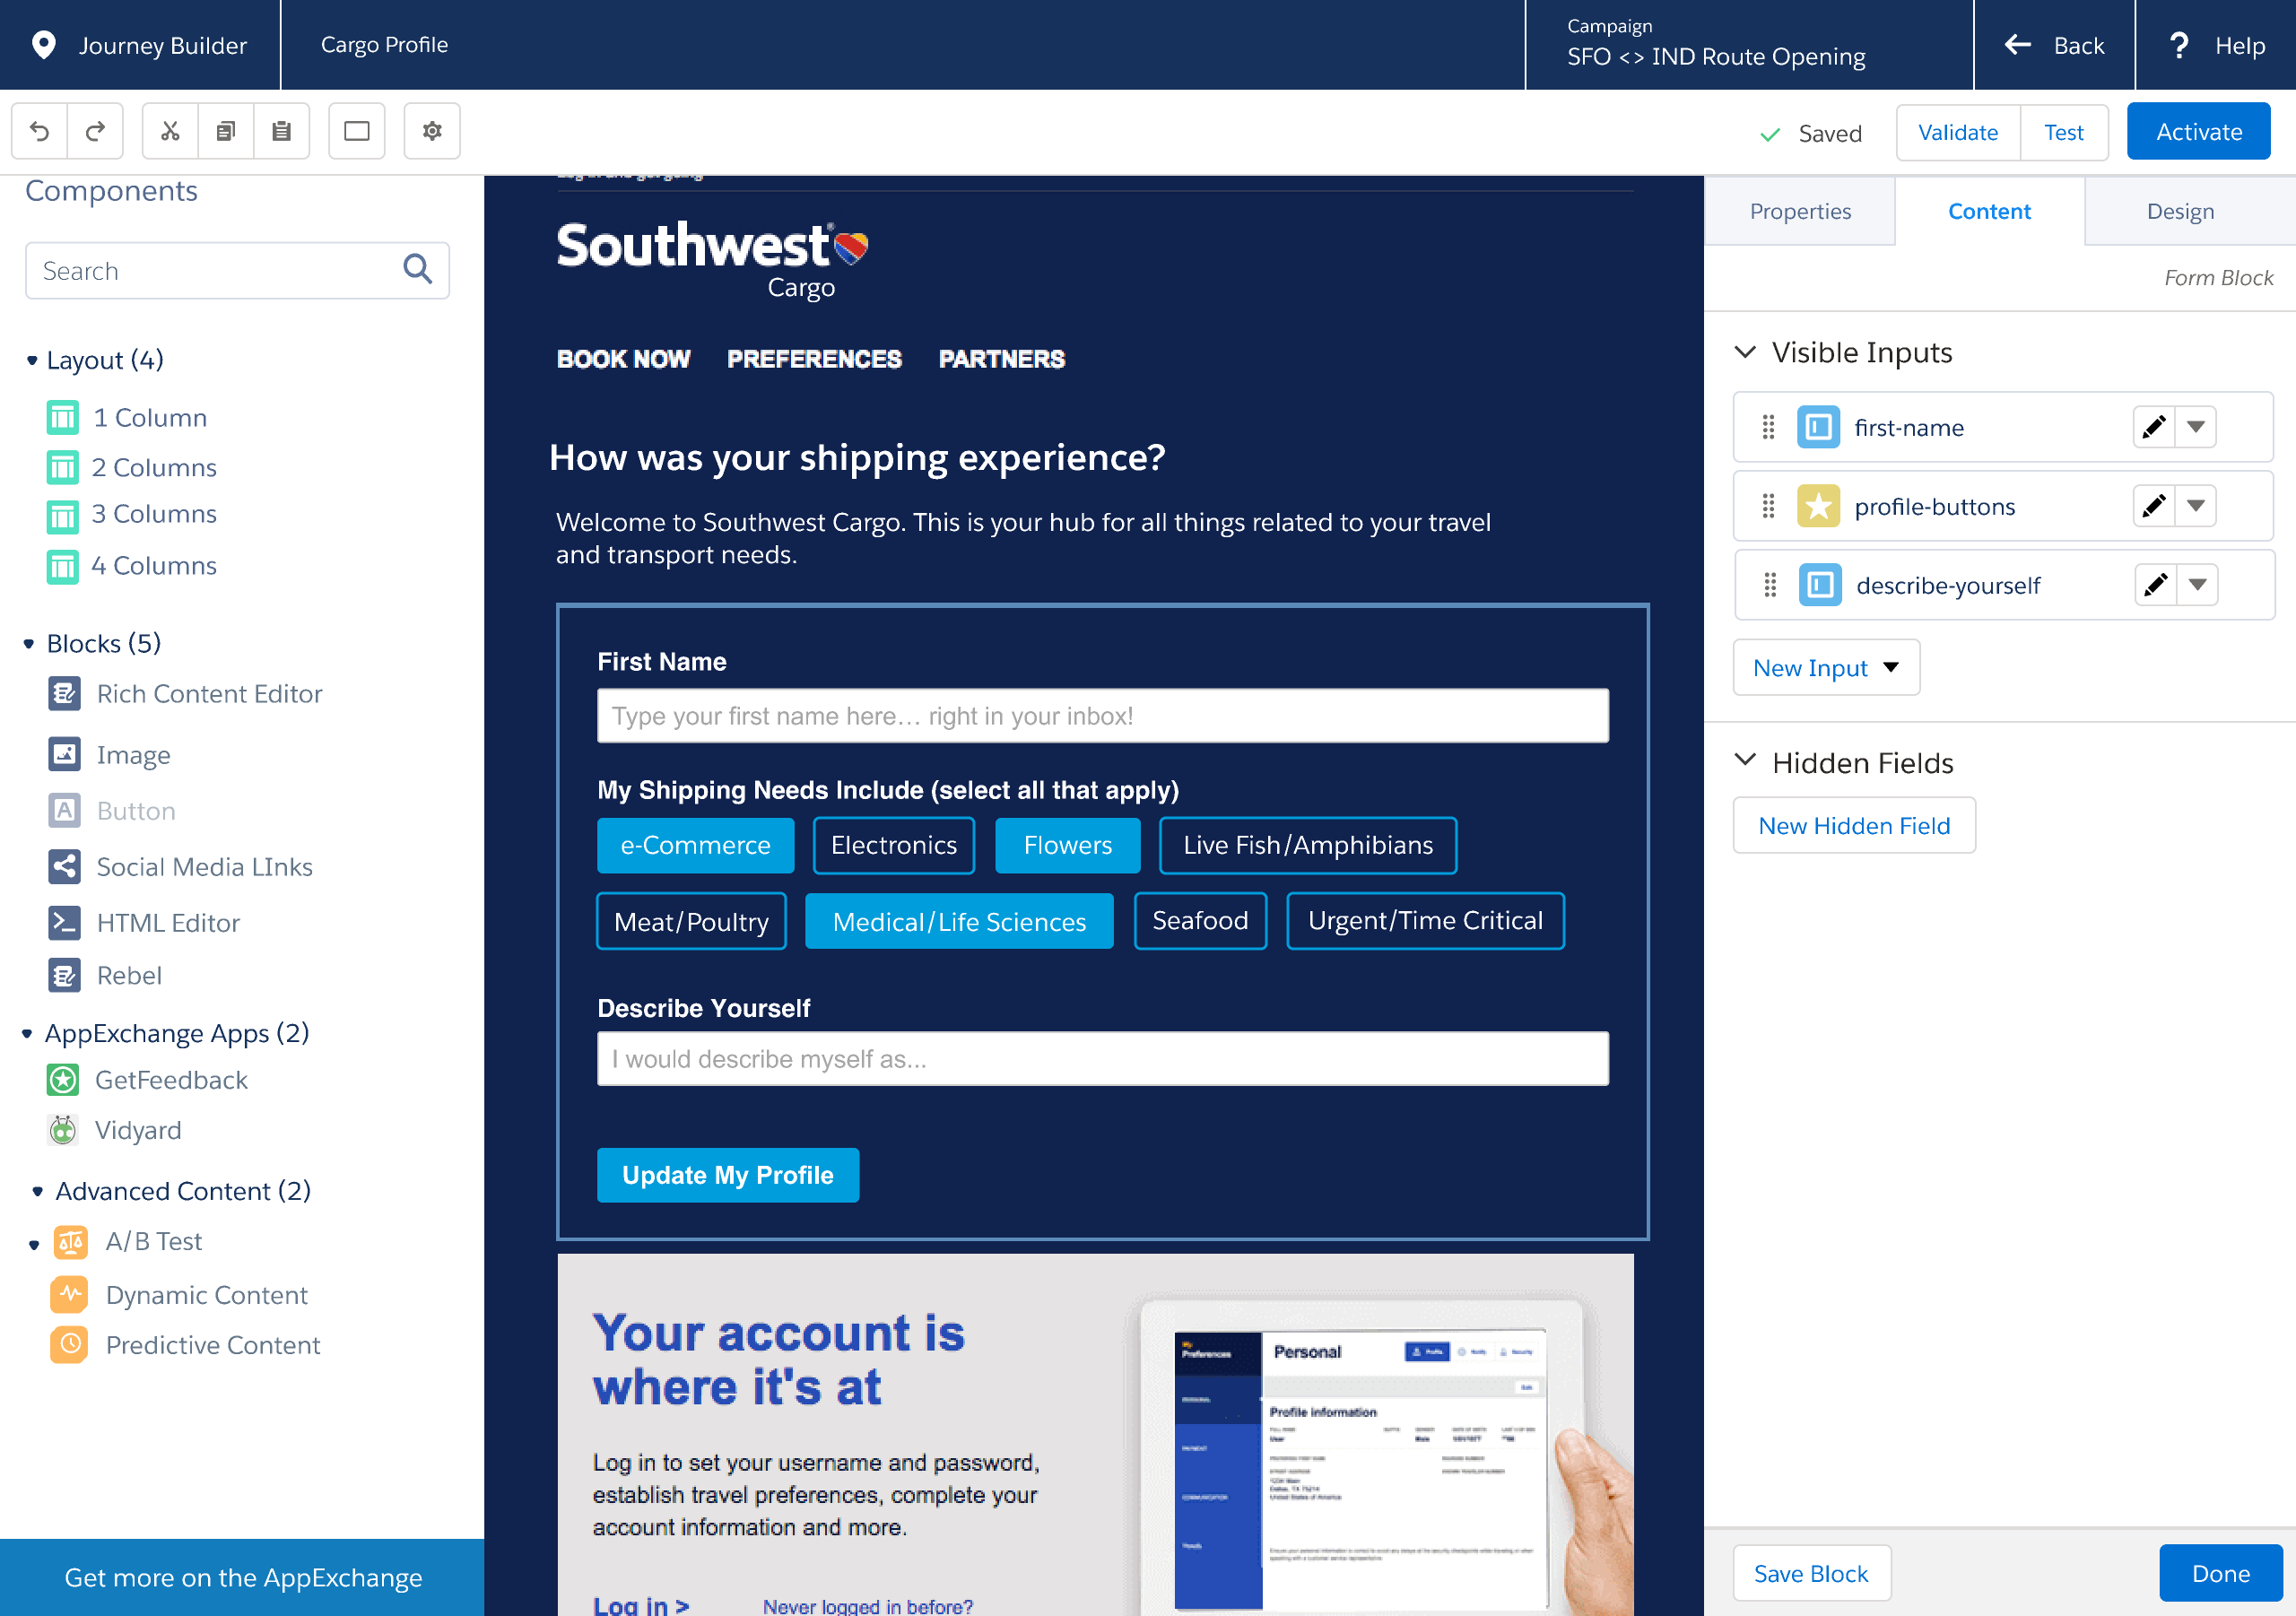 Journey Builder
Cargo Profile
Campaign
SFO <> IND Route Opening
Back
Help
Saved
Validate
Test
Activate
Components
Search
Layout (4)
1 Column
2 Columns
3 Columns
4 Columns
Blocks (5)
Rich Content Editor
Image
Button
Social Media LInks
HTML Editor
Rebel
AppExchange Apps (2)
GetFeedback
Vidyard
Advanced Content (2)
A/B Test
Dynamic Content
Predictive Content
Get more on the AppExchange
Southwest®
Cargo
BOOK NOW PREFERENCES PARTNERS
How was your shipping experience?
Welcome to Southwest Cargo. This is your hub for all things related to your travel
and transport needs.
First Name
Type your first name here... right in your inbox!
My Shipping Needs Include (select all that apply)
e-Commerce Electronics Flowers Live Fish/Amphibians
Meat/Poultry Medical/Life Sciences Seafood Urgent/Time Critical
Describe Yourself
I would describe myself as...
Update My Profile
Your account is
where it's at
Log in to set your username and password,
establish travel preferences, complete your
account information and more.
Log in >
Never logged in before?
Preferences
Personal
Profile
Security
Edit
Profile information
Properties
Content
Design
Form Block
Visible Inputs
first-name
profile-buttons
describe-yourself
New Input
Hidden Fields
New Hidden Field
Save Block
Done